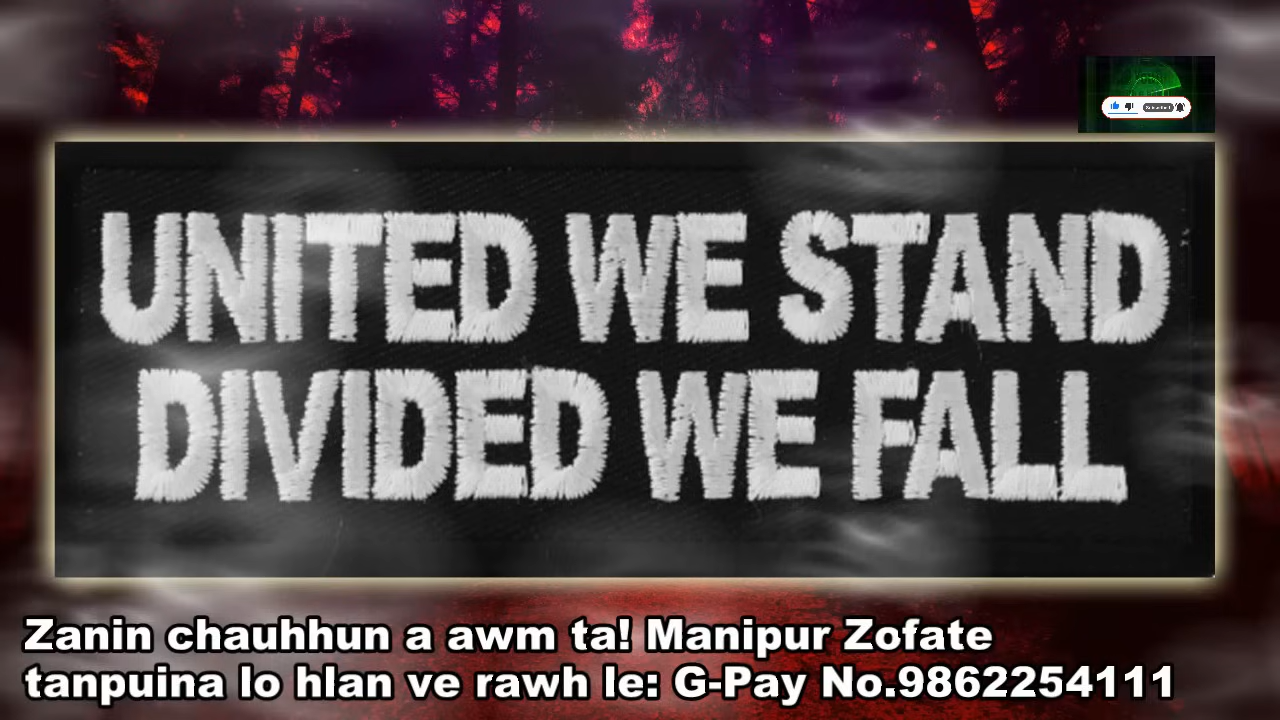 UNITED WE STAND
DIVIDED WE FALL
Zanin chauhhun a awm ta! Manipur Zofate
tanpuina lo hlan ve rawh le: G-Pay No.9862254111